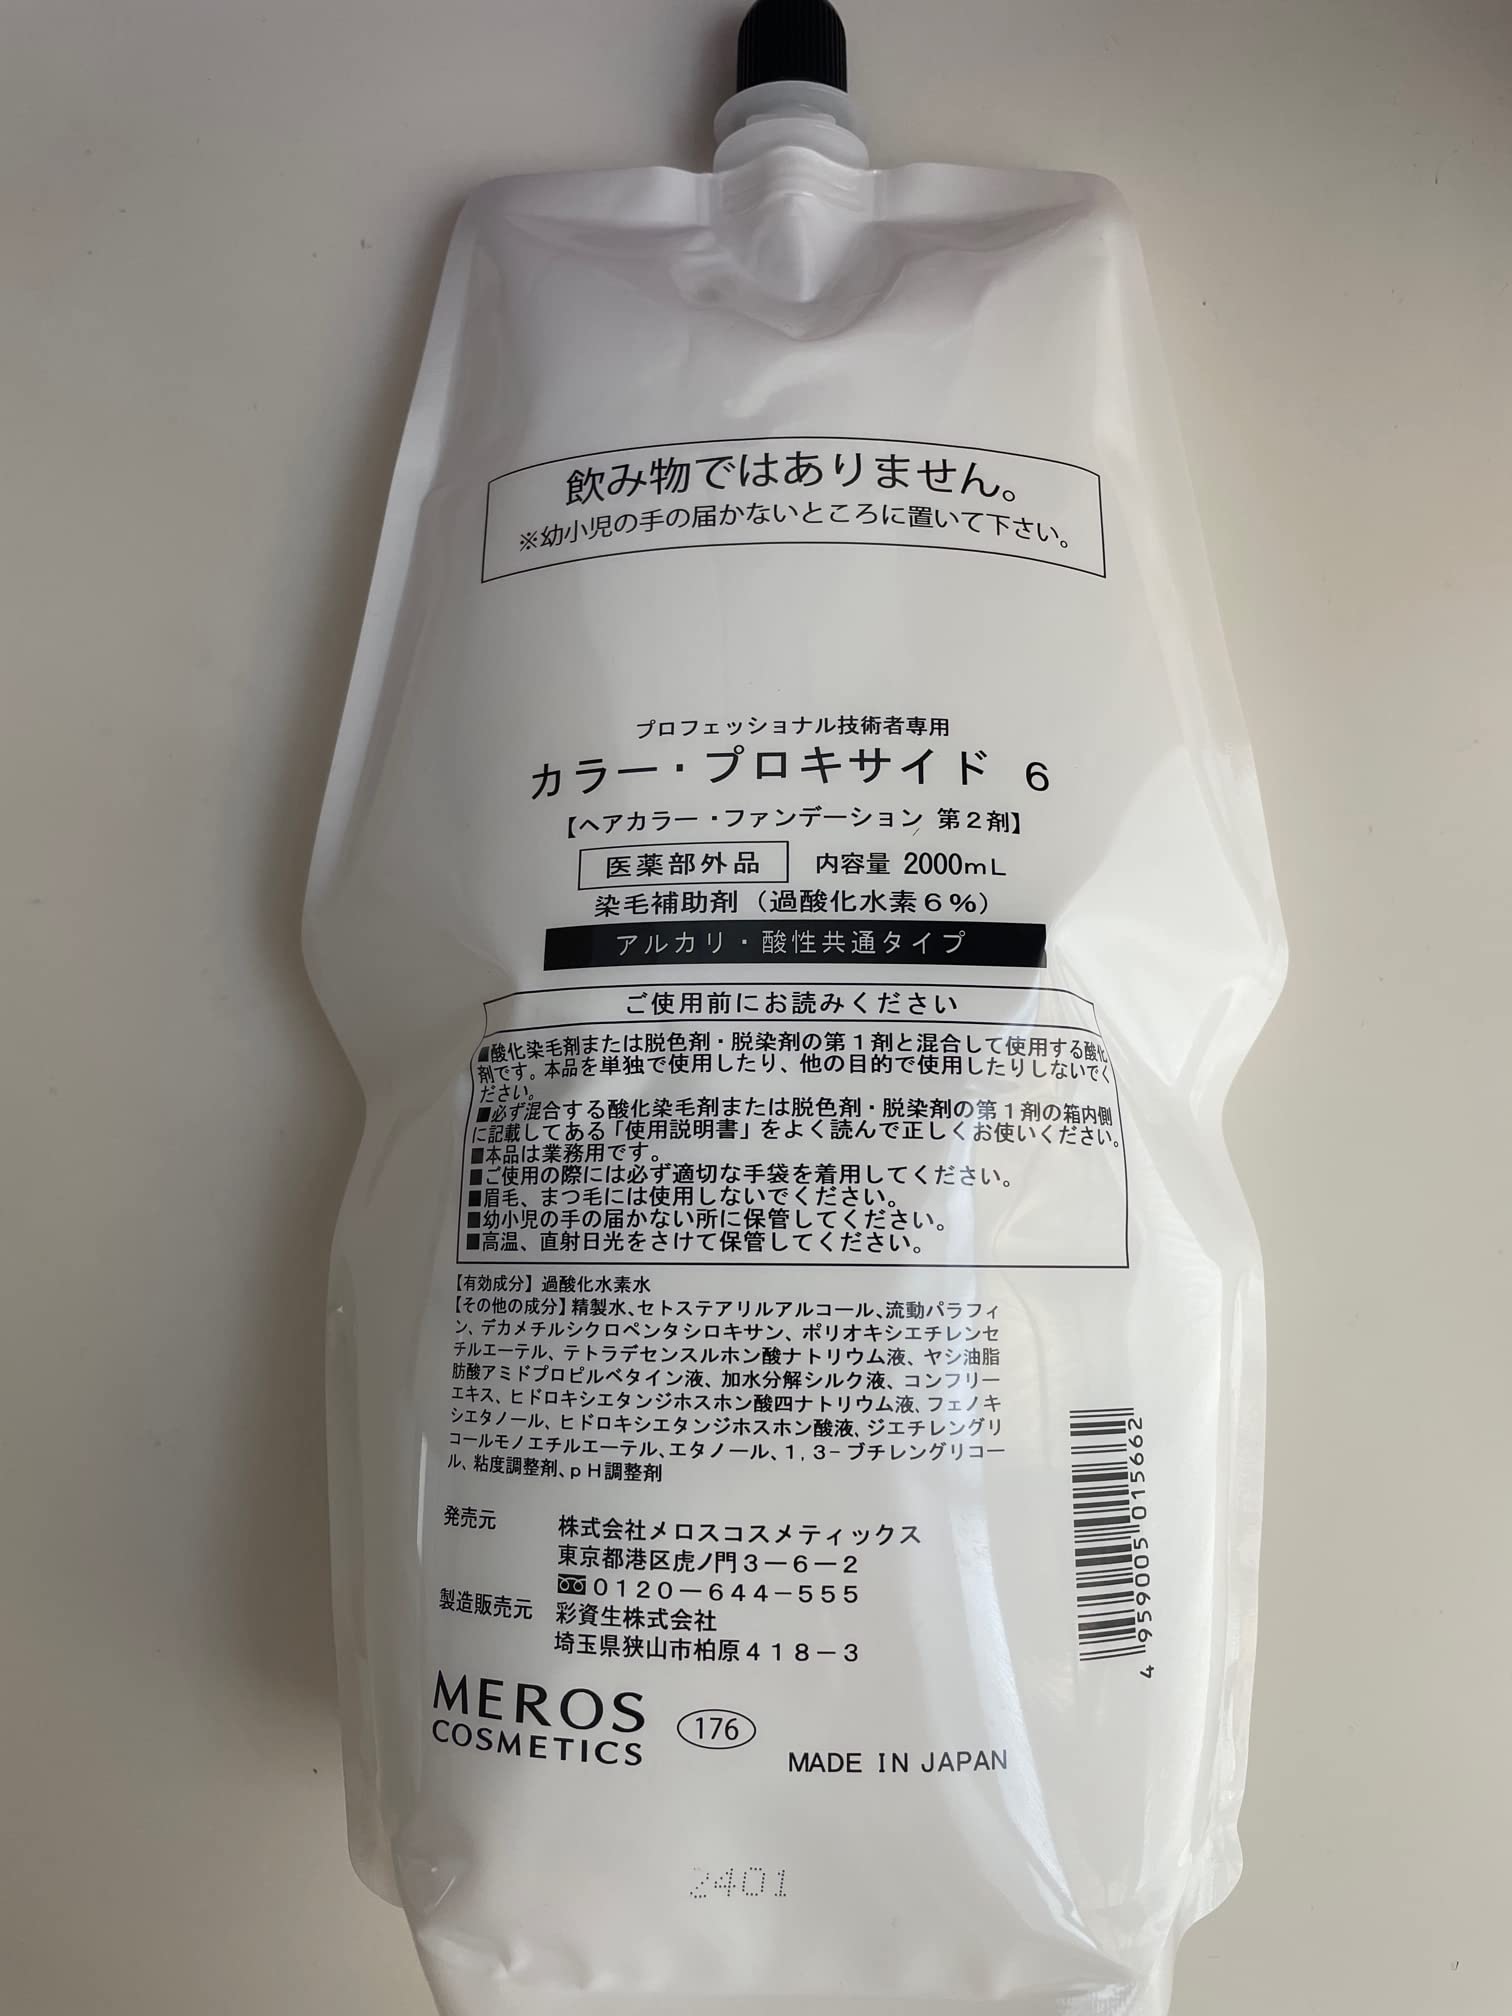 飲み物ではありません。
※幼小児の手の届かないところに置いて下さい。
プロフェッショナル技術者専用
カラー・プロキサイド 6
【ヘアカラー・ファンデーション 第2剤】
医薬部外品 内容量 2000mL
染毛補助剤（過酸化水素6%）
アルカリ・酸性共通タイプ
ご使用前にお読みください
■酸化染毛剤または脱色剤・脱染剤の第1剤と混合して使用する酸化
剤です。本品を単独で使用したり、他の目的で使用したりしないでく
ださい。
■必ず混合する酸化染毛剤または脱色剤・脱染剤の第1剤の箱内側
に記載してある「使用説明書」をよく読んで正しくお使いください。
■本品は業務用です。
■ご使用の際には必ず適切な手袋を着用してください。
■眉毛、まつ毛には使用しないでください。
■幼小児の手の届かない所に保管してください。
■高温、直射日光をさけて保管してください。
【有効成分】過酸化水素水
【その他の成分】精製水、セトステアリルアルコール、流動パラフィ
ン、デカメチルシクロペンタシロキサン、ポリオキシエチレンセ
チルエーテル、テトラデセンスルホン酸ナトリウム液、ヤシ油脂
肪酸アミドプロピルベタイン液、加水分解シルク液、コンフリー
エキス、ヒドロキシエタンジホスホン酸四ナトリウム液、フェノキ
シエタノール、ヒドロキシエタンジホスホン酸液、ジエチレングリ
コールモノエチルエーテル、エタノール、1,3-ブチレングリコー
ル、粘度調整剤、pH調整剤
発売元 株式会社メロスコスメティックス
東京都港区虎ノ門3-6-2
0120-644-555
製造販売元 彩資生株式会社
埼玉県狭山市柏原418-3
4 959005 015662
MEROS
COSMETICS
176
MADE IN JAPAN
2401